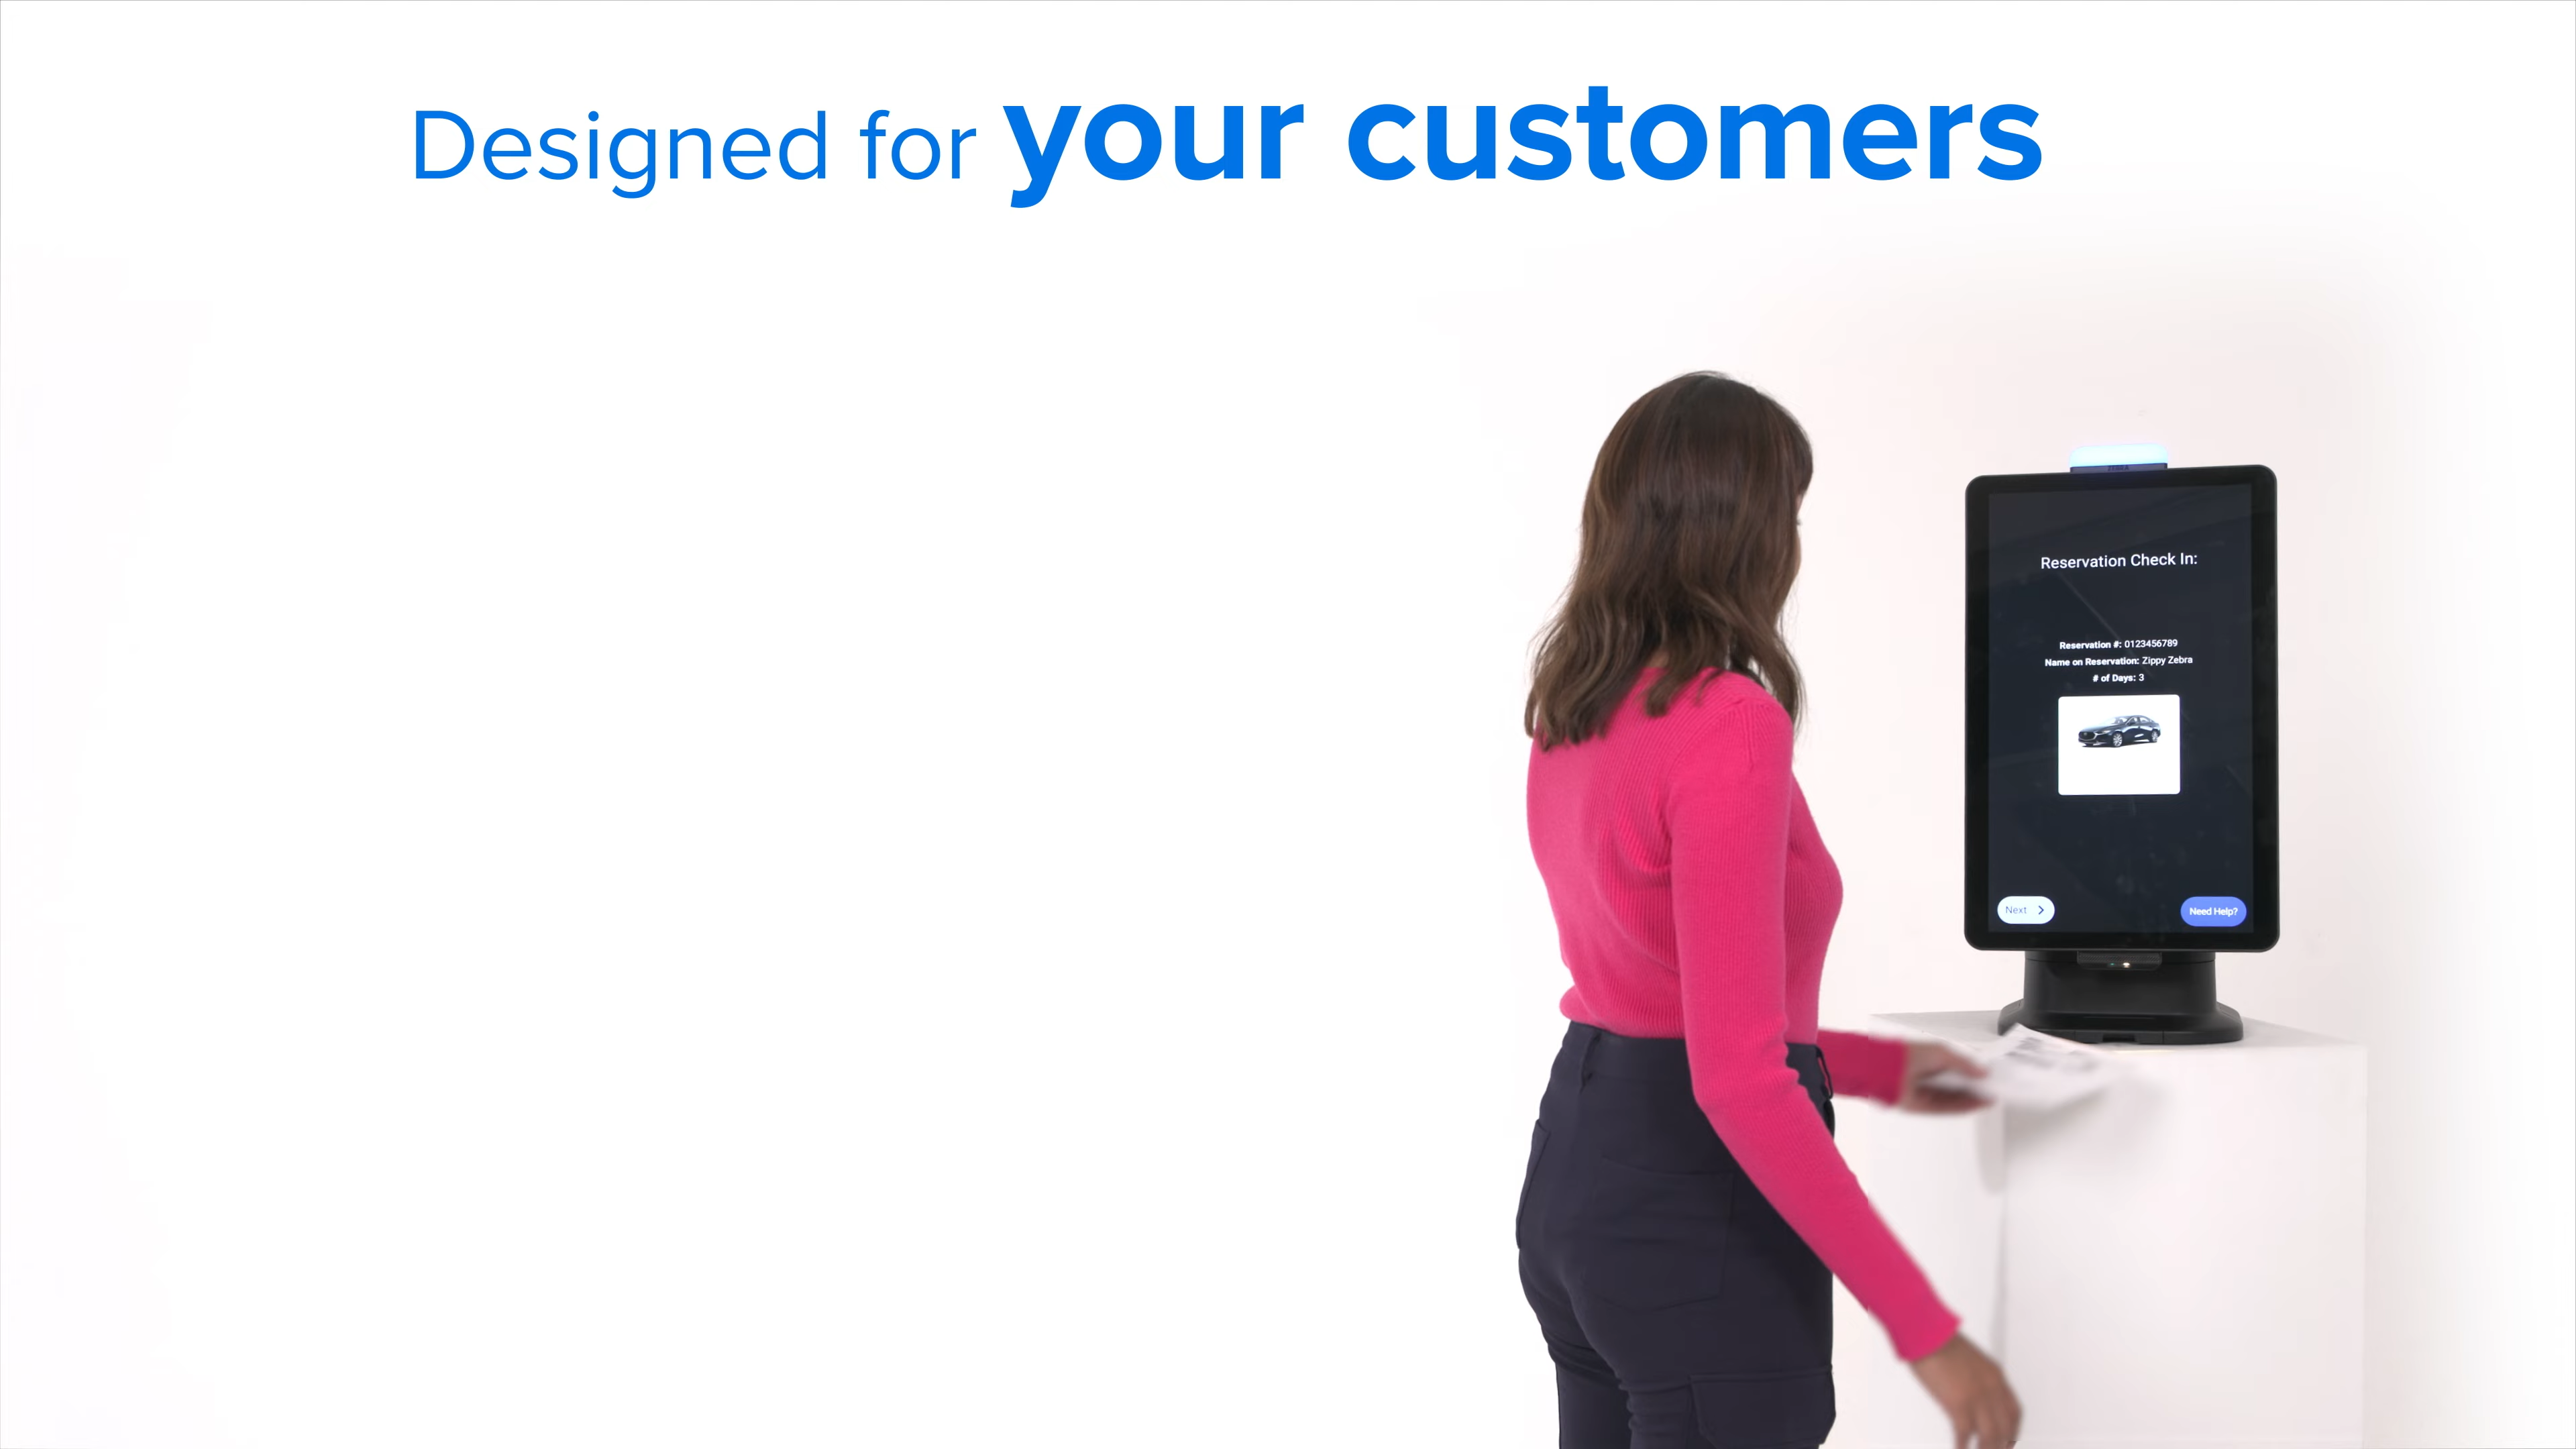 Designed for your customers
Reservation Check In:
Reservation #: 0123456789
Name on Reservation: Zippy Zebra
# of Days: 3
Next
Need Help?